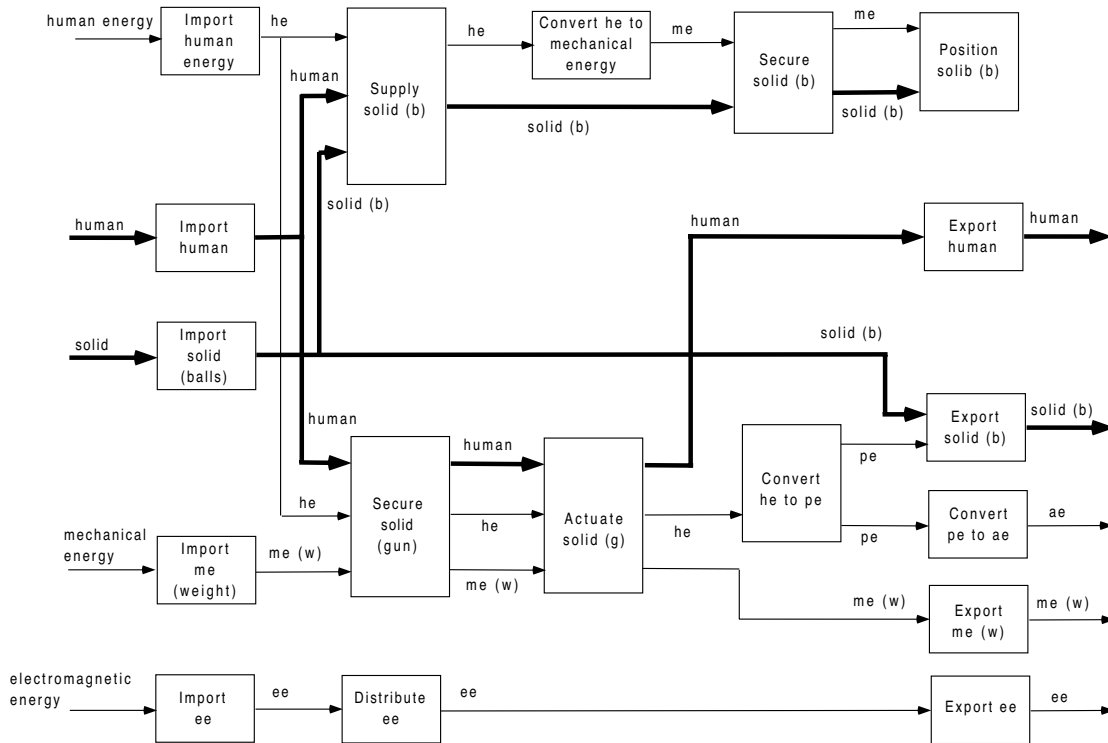 human energy
Import
human
energy
he
human
Supply
solid (b)
he
Convert he to
mechanical
energy
me
Secure
solid (b)
me
Position
solib (b)
solid (b)
solid (b)
solid (b)
human
Import
human
human
Export
human
human
solid
Import
solid
(balls)
solid (b)
Export
solid (b)
solid (b)
human
human
he
Secure
solid
(gun)
he
Actuate
solid (g)
he
Convert
he to pe
pe
pe
Convert
pe to ae
ae
mechanical
energy
Import
me
(weight)
me (w)
me (w)
me (w)
Export
me (w)
me (w)
electromagnetic
energy
Import
ee
ee
Distribute
ee
ee
Export ee
ee